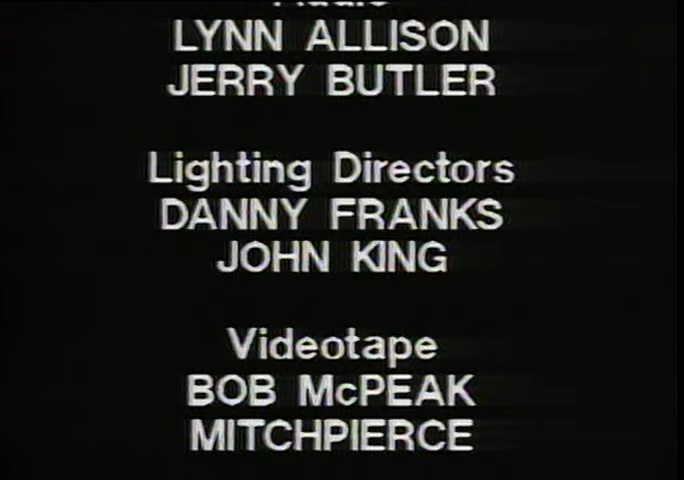 LYNN ALLISON
JERRY BUTLER
Lighting Directors
DANNY FRANKS
JOHN KING
Videotape
BOB McPEAK
MITCHPIERCE